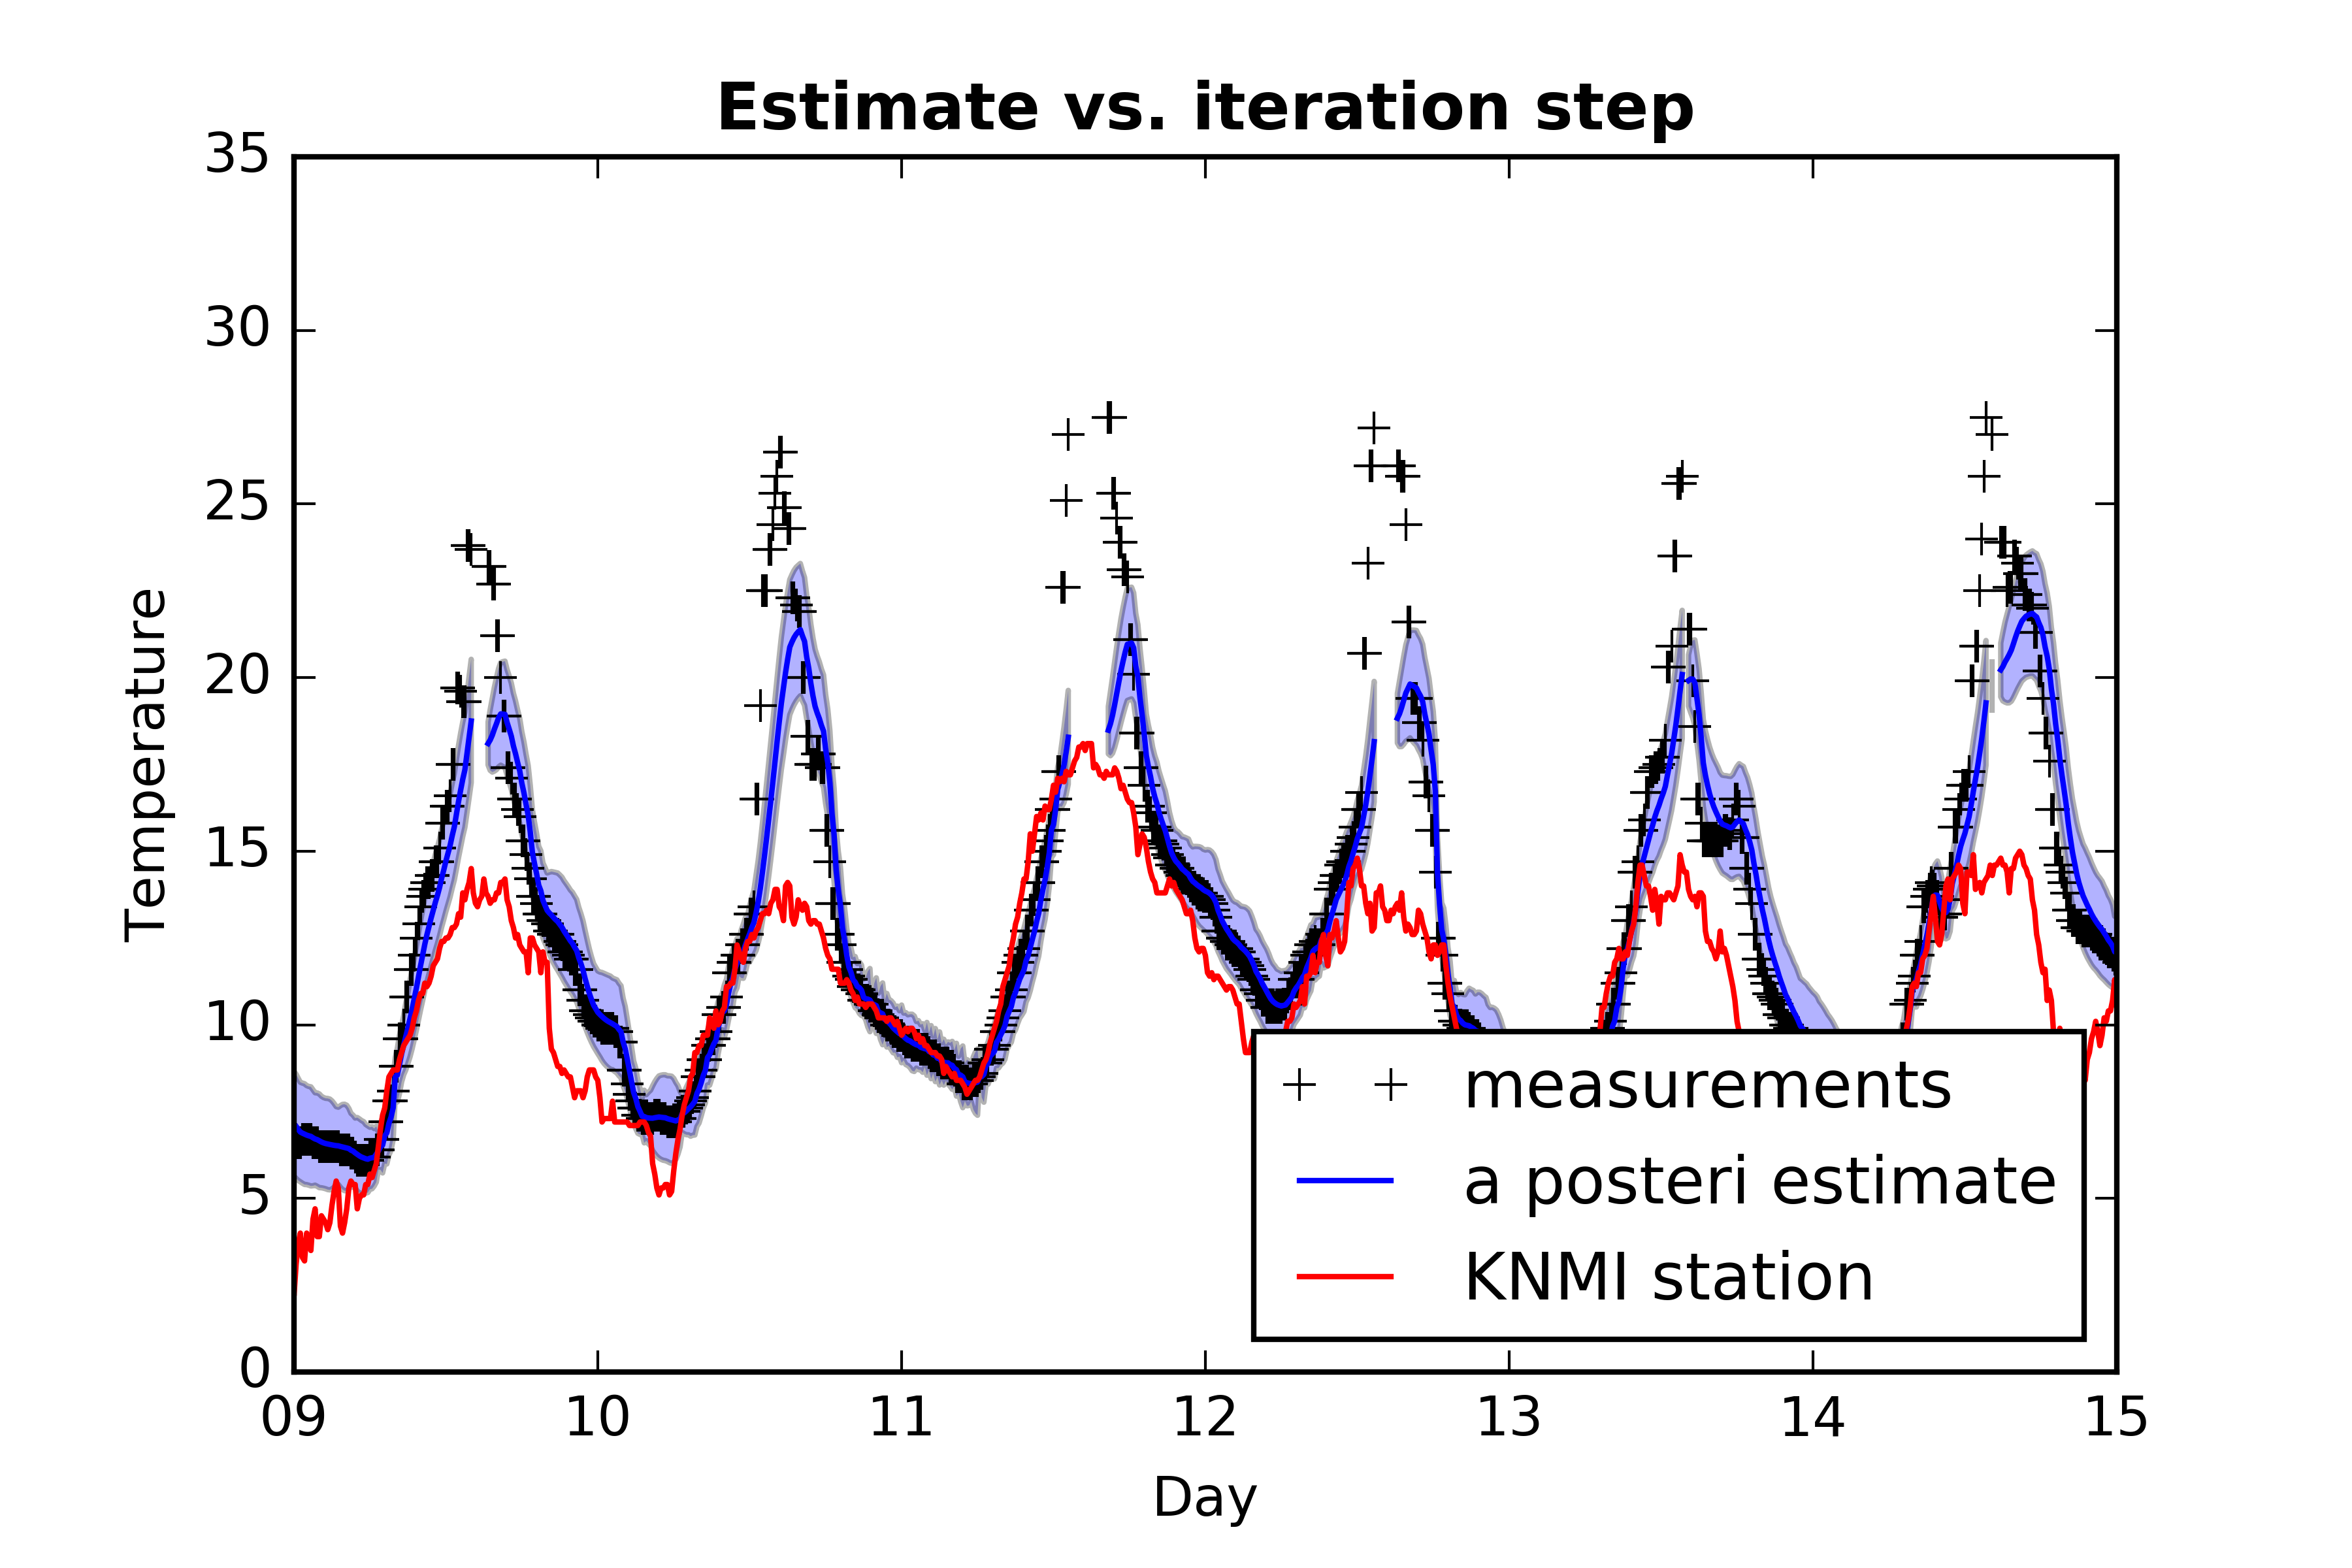 Estimate vs. iteration step
35
30
25
20
15
10
5
0
Temperature
measurements
a posteri estimate
KNMI station
09 10 11 12 13 14 15
Day